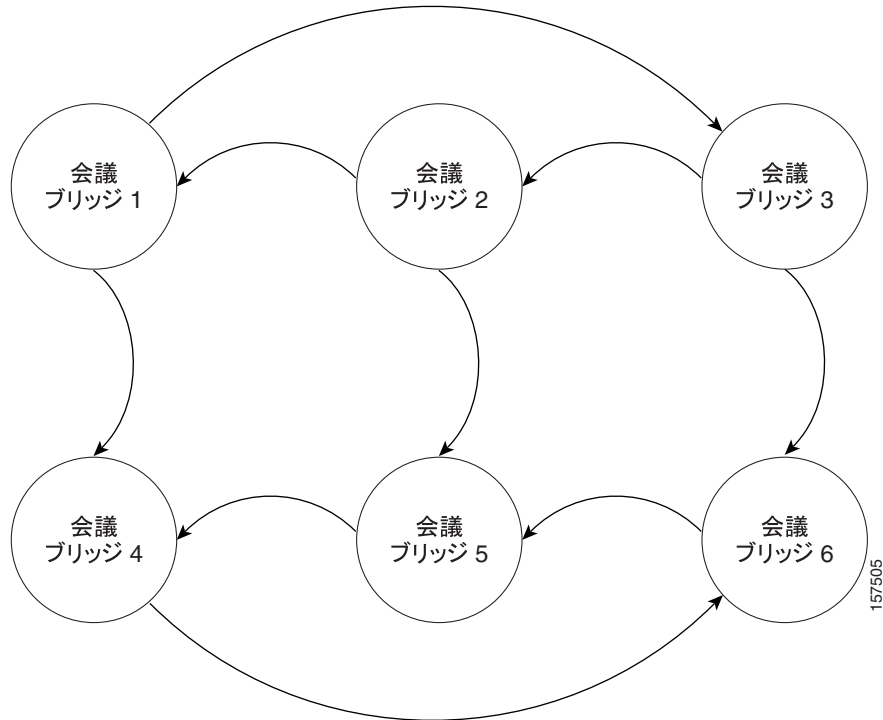 会議
ブリッジ 1
会議
ブリッジ 2
会議
ブリッジ 3
会議
ブリッジ 4
会議
ブリッジ 5
会議
ブリッジ 6
157505